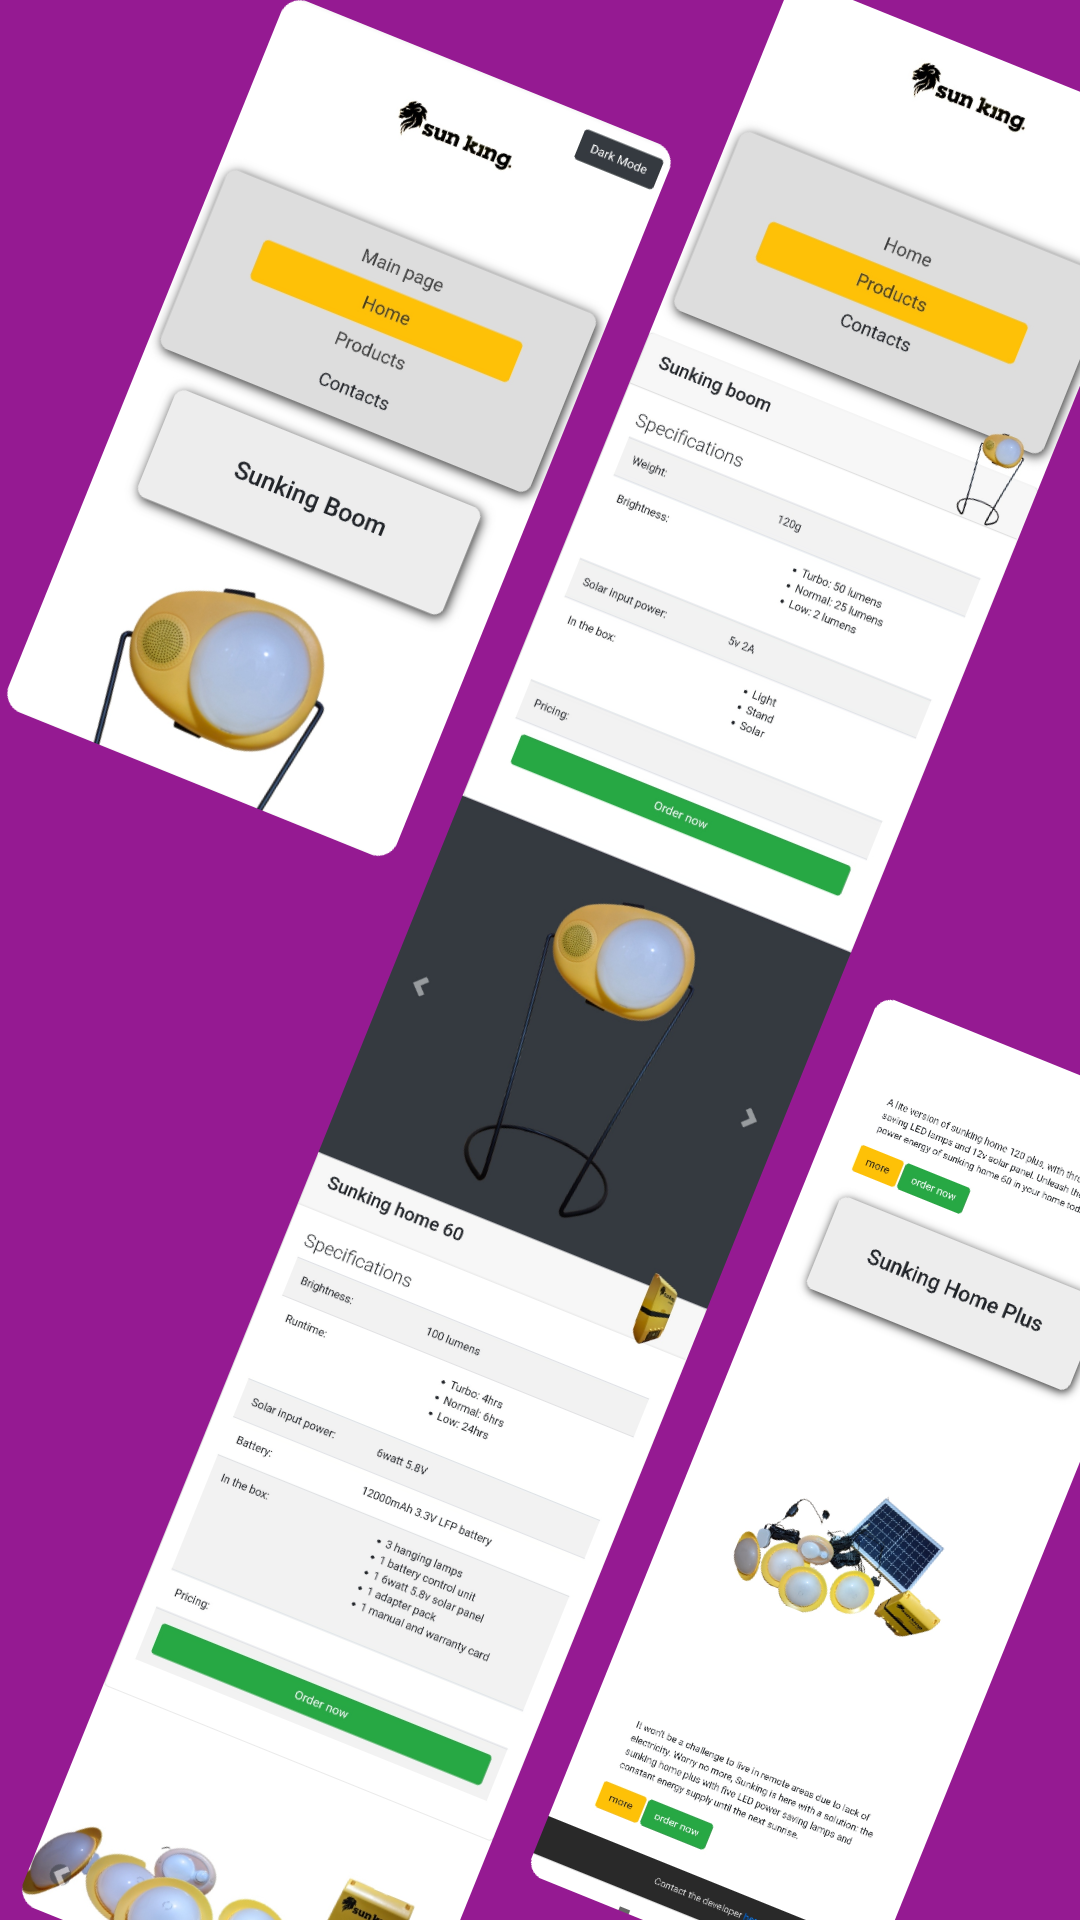 sun king.
Dark Mode
Main page
Home
Products
Contacts
Sunking Boom
sun king.
Home
Products
Contacts
Sunking boom
Specifications
Weight:
120g
Brightness:
Turbo: 50 lumens
Normal: 25 lumens
Low: 2 lumens
Solar input power:
5v 2A
In the box:
Light
Stand
Solar
Pricing:
Order now
Sunking home 60
Specifications
Brightness:
100 lumens
Runtime:
Turbo: 4hrs
Normal: 6hrs
Low: 24hrs
Solar input power:
6watt 5.8V
Battery:
12000mAh 3.3V LFP battery
In the box:
3 hanging lamps
1 battery control unit
1 6watt 5.8v solar panel
1 adapter pack
1 manual and warranty card
Pricing:
Order now
A lite version of sunking home 120 plus, with
saving LED lamps and 12v solar panel. Unleash
power energy of sunking home 60 in your home
more
order now
Sunking Home Plus
It won't be a challenge to live in remote areas due to lack of
electricity. Worry no more, Sunking is here with a solution: the
sunking home plus with five LED power saving lamps and
constant energy supply until the next sunrise.
more
order now
Contact the developer